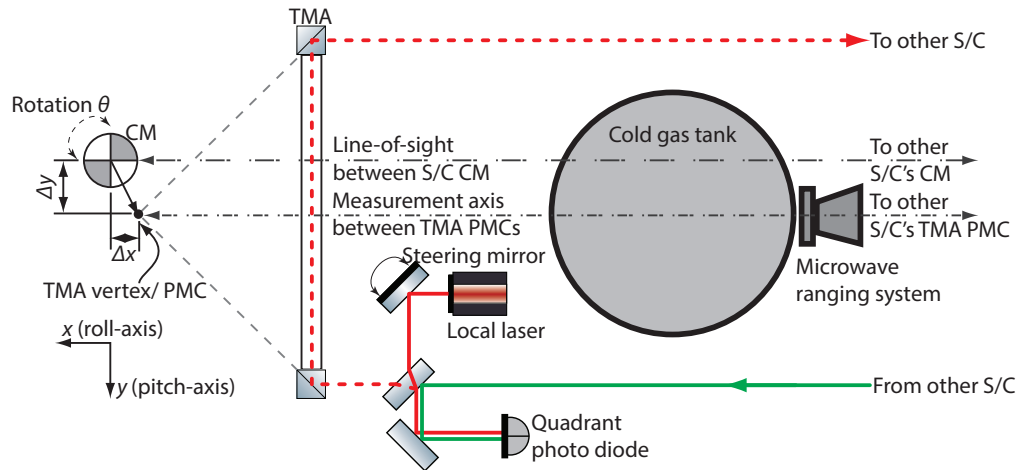 TMA
To other S/C
Rotation θ
CM
Cold gas tank
Line-of-sight
between S/C CM
To other
S/C's CM
Δy
Measurement axis
between TMA PMCs
To other
S/C's TMA PMC
Δx
Steering mirror
TMA vertex/ PMC
Microwave
ranging system
Local laser
x (roll-axis)
y (pitch-axis)
From other S/C
Quadrant
photo diode